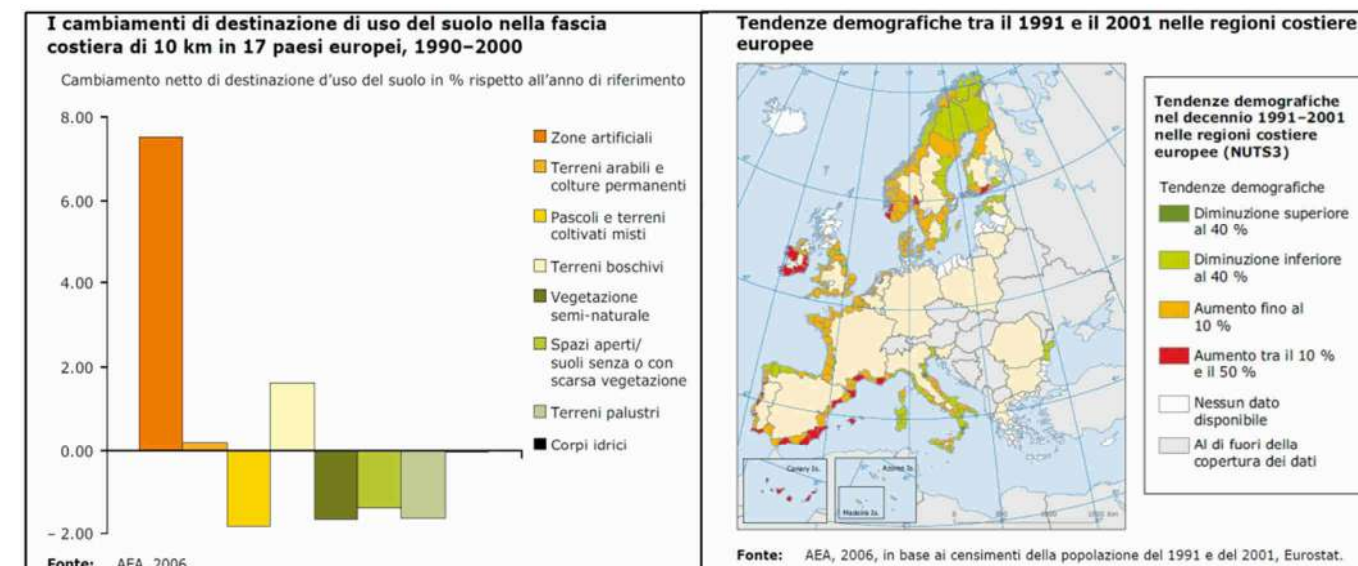 I cambiamenti di destinazione di uso del suolo nella fascia
costiera di 10 km in 17 paesi europei, 1990–2000
Cambiamento netto di destinazione d'uso del suolo in % rispetto all'anno di riferimento
8.00
6.00
4.00
2.00
0.00
– 2.00
Zone artificiali
Terreni arabili e
colture permanenti
Pascoli e terreni
coltivati misti
Terreni boschivi
Vegetazione
semi-naturale
Spazi aperti/
suoli senza o con
scarsa vegetazione
Terreni palustri
Corpi idrici
Fonte: AEA, 2006
Tendenze demografiche tra il 1991 e il 2001 nelle regioni costiere
europee
Canary Is.
Azores Is.
Madeira Is.
Tendenze demografiche
nel decennio 1991–2001
nelle regioni costiere
europee (NUTS3)
Tendenze demografiche
Diminuzione superiore
al 40 %
Diminuzione inferiore
al 40 %
Aumento fino al
10 %
Aumento tra il 10 %
e il 50 %
Nessun dato
disponibile
Al di fuori della
copertura dei dati
Fonte: AEA, 2006, in base ai censimenti della popolazione del 1991 e del 2001, Eurostat.